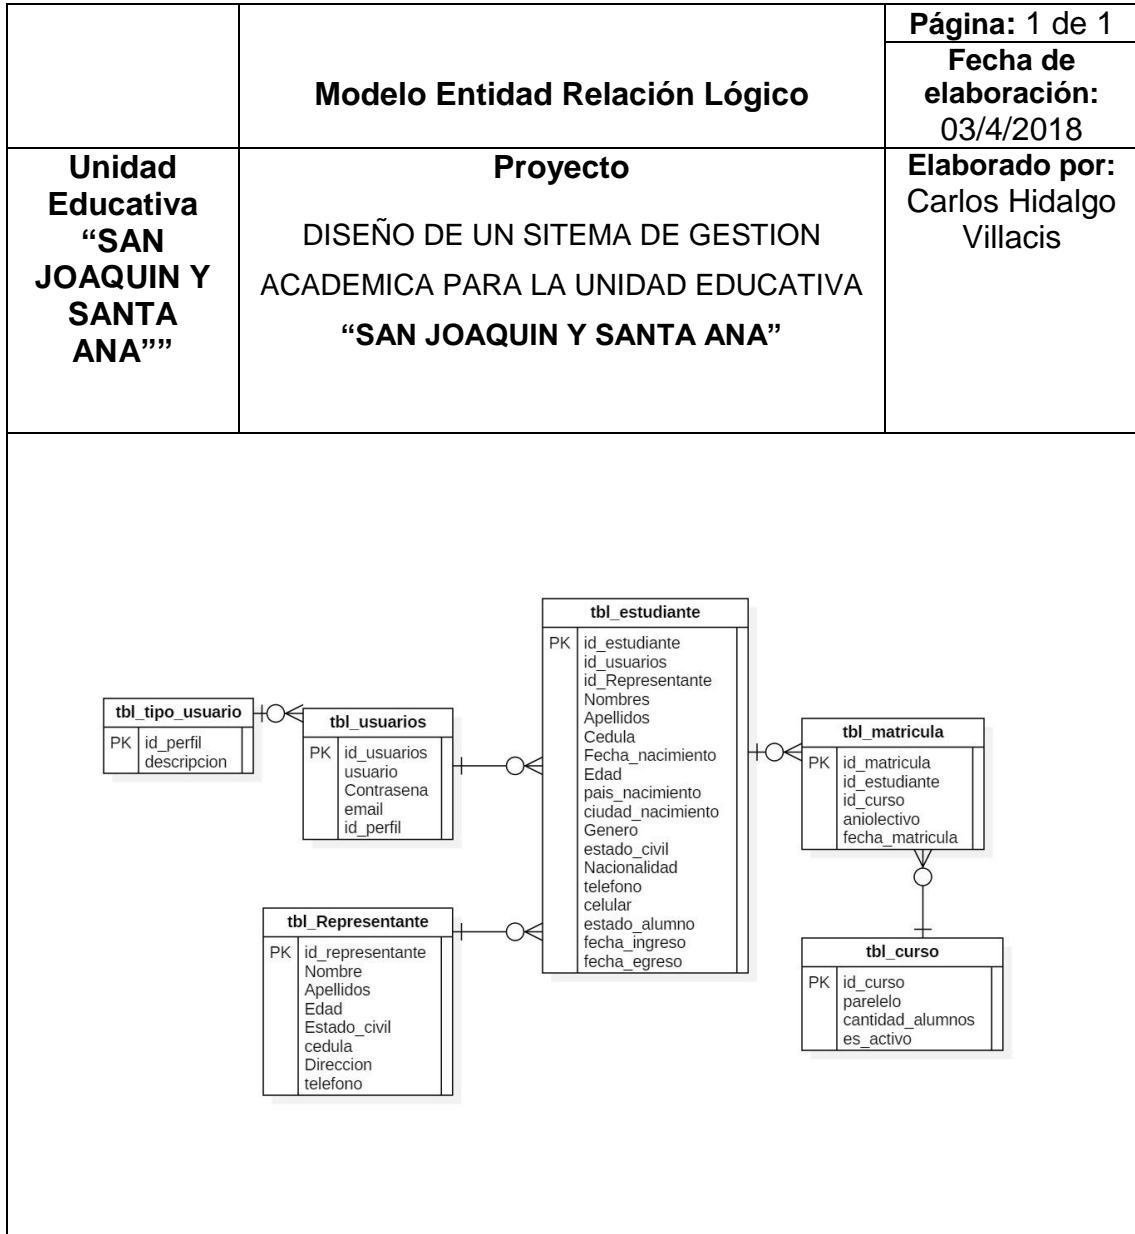 Página: 1 de 1
Modelo Entidad Relación Lógico
Fecha de
elaboración:
03/4/2018
Unidad
Educativa
“SAN
JOAQUIN Y
SANTA
ANA””
Proyecto
DISEÑO DE UN SITEMA DE GESTION
ACADEMICA PARA LA UNIDAD EDUCATIVA
“SAN JOAQUIN Y SANTA ANA”
Elaborado por:
Carlos Hidalgo
Villacis
tbl_tipo_usuario
PK id_perfil
descripcion
tbl_usuarios
PK id_usuarios
usuario
Contrasena
email
id_perfil
tbl_Representante
PK id_representante
Nombre
Apellidos
Edad
Estado_civil
cedula
Direccion
telefono
tbl_estudiante
PK id_estudiante
id_usuarios
id_Representante
Nombres
Apellidos
Cedula
Fecha_nacimiento
Edad
pais_nacimiento
ciudad_nacimiento
Genero
estado_civil
Nacionalidad
telefono
celular
estado_alumno
fecha_ingreso
fecha_egreso
tbl_matricula
PK id_matricula
id_estudiante
id_curso
aniolectivo
fecha_matricula
tbl_curso
PK id_curso
parelelo
cantidad_alumnos
es_activo